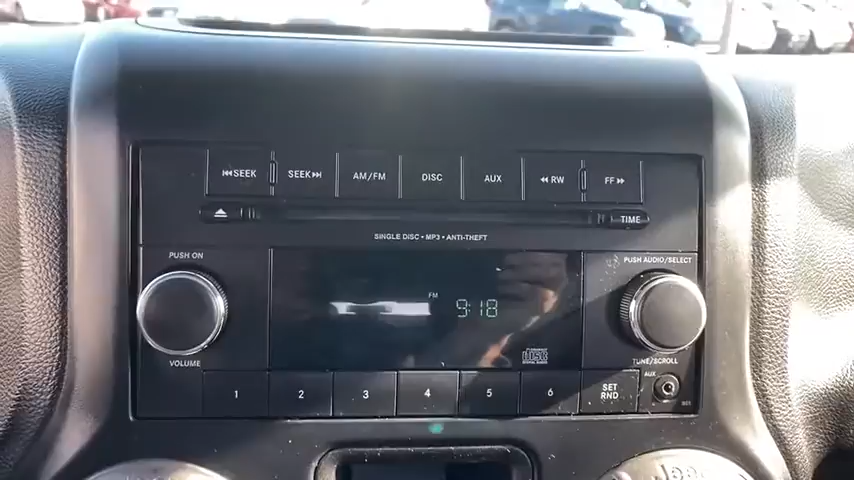 ⏮SEEK SEEK⏭ AM/FM DISC AUX ◀◀RW FF▶▶
TIME
SINGLE DISC • MP3 • ANTI-THEFT
PUSH ON PUSH AUDIO/SELECT
FM
9:18
VOLUME TUNE/SCROLL
AUX
1 2 3 4 5 6 SET
RND
Jeep